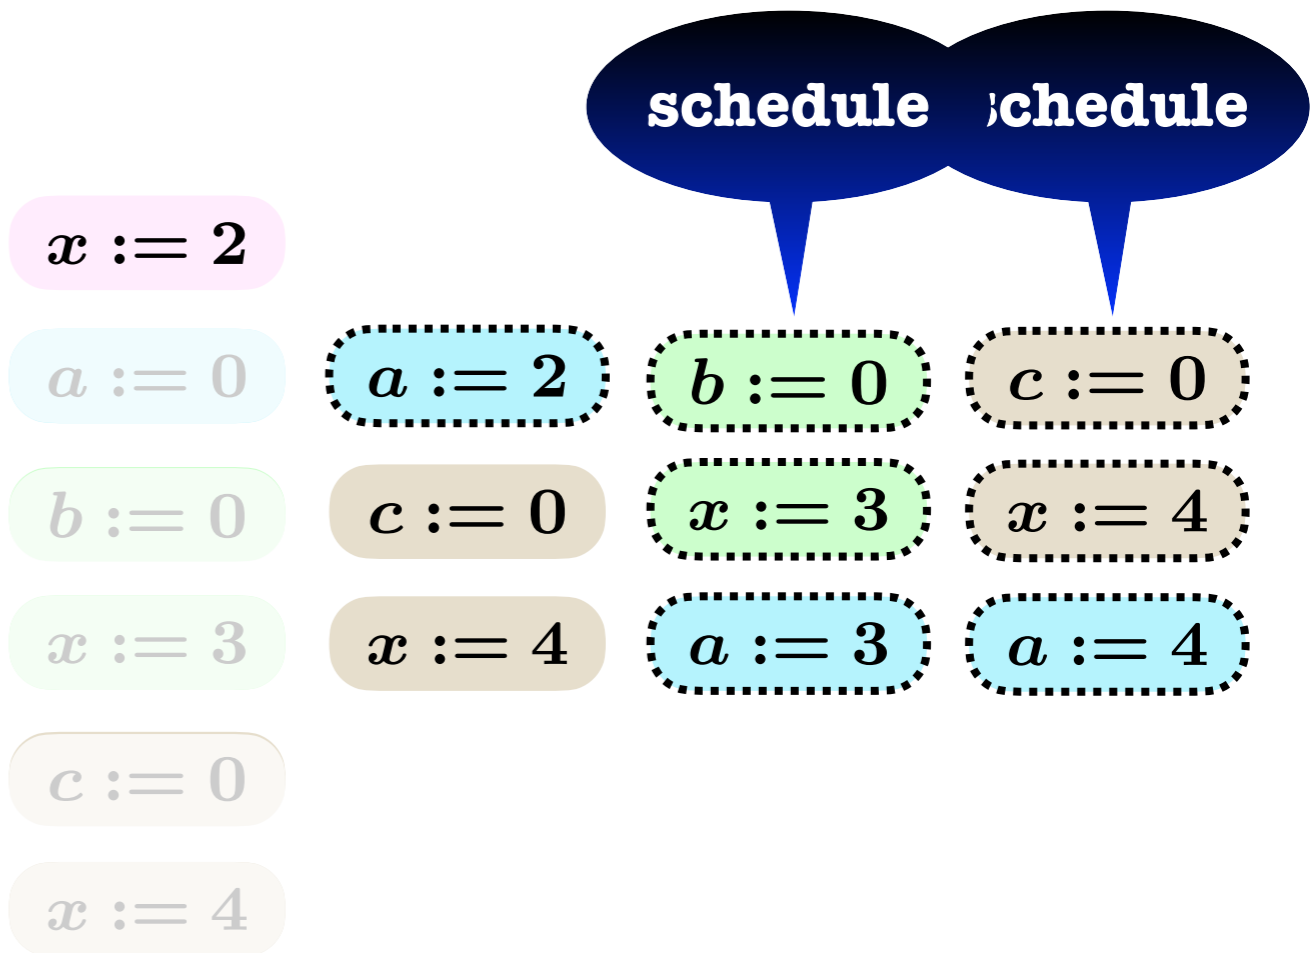 schedule chedule
x := 2
a := 0 a := 2 b := 0 c := 0
b := 0 c := 0 x := 3 x := 4
x := 3 x := 4 a := 3 a := 4
c := 0
x := 4